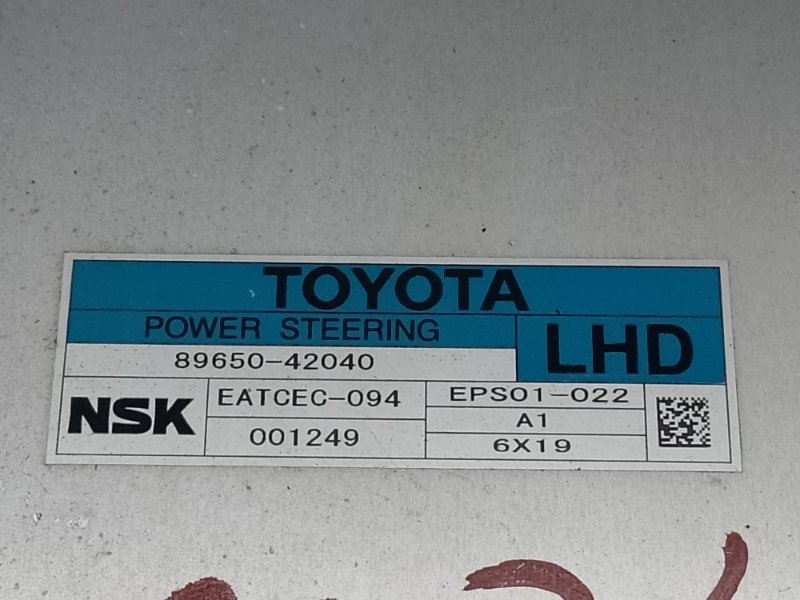 TOYOTA
POWER STEERING
LHD
89650-42040
NSK
EATCEC-094
EPS01-022
A1
001249
6X19